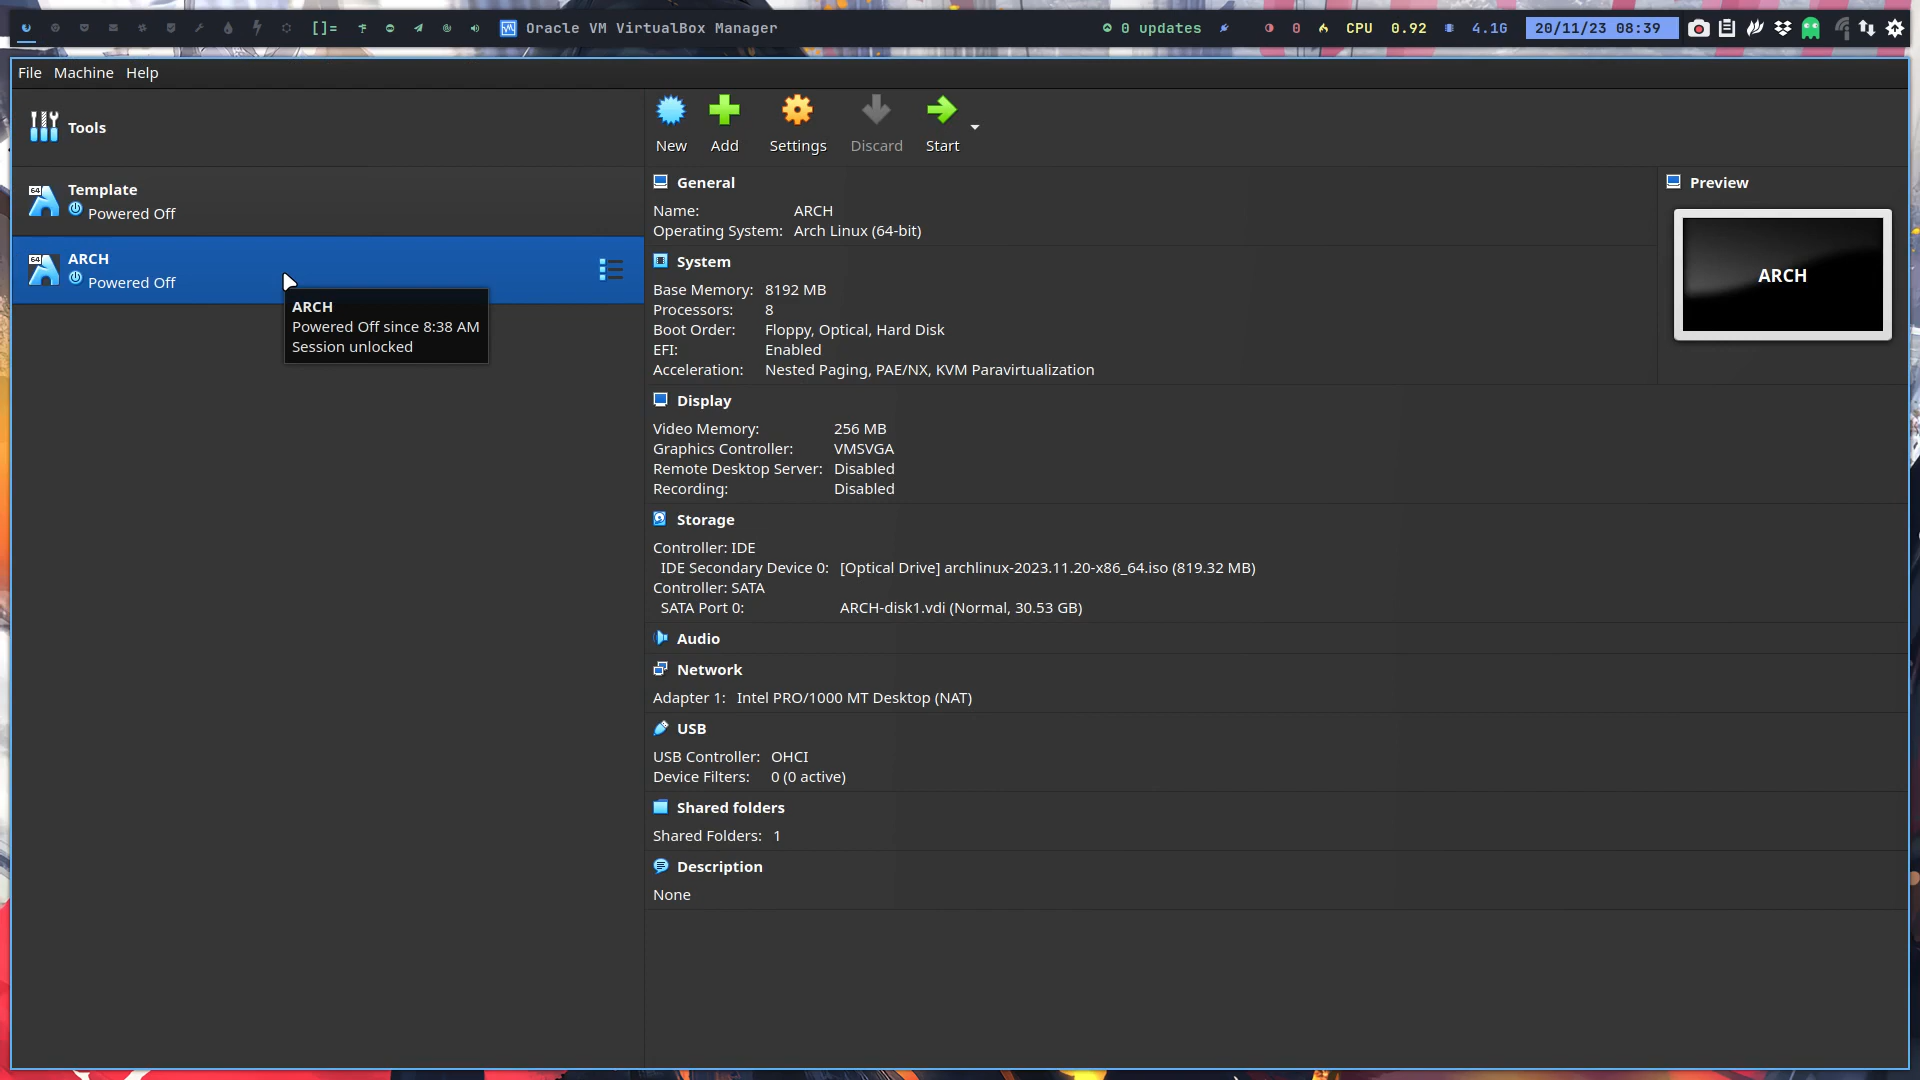 []= Oracle VM VirtualBox Manager 0 updates 0 CPU 0.92 4.1G 20/11/23 08:39
File Machine Help
Tools
New Add Settings Discard Start
64 Template
Powered Off
64 ARCH
Powered Off
ARCH
Powered Off since 8:38 AM
Session unlocked
General
Name: ARCH
Operating System: Arch Linux (64-bit)
Preview
ARCH
System
Base Memory: 8192 MB
Processors: 8
Boot Order: Floppy, Optical, Hard Disk
EFI: Enabled
Acceleration: Nested Paging, PAE/NX, KVM Paravirtualization
Display
Video Memory: 256 MB
Graphics Controller: VMSVGA
Remote Desktop Server: Disabled
Recording: Disabled
Storage
Controller: IDE
IDE Secondary Device 0: [Optical Drive] archlinux-2023.11.20-x86_64.iso (819.32 MB)
Controller: SATA
SATA Port 0: ARCH-disk1.vdi (Normal, 30.53 GB)
Audio
Network
Adapter 1: Intel PRO/1000 MT Desktop (NAT)
USB
USB Controller: OHCI
Device Filters: 0 (0 active)
Shared folders
Shared Folders: 1
Description
None